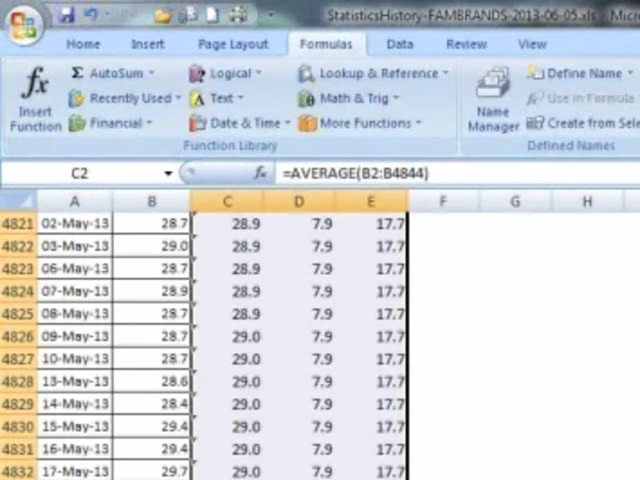 StatisticsHistory-FAMBRANDS-2013-06-05.xls - Micro
Home Insert Page Layout Formulas Data Review View
fx Σ AutoSum Logical Lookup & Reference Define Name
Insert Function Recently Used Text Math & Trig Name Manager Use in Formula
Financial Date & Time More Functions Create from Sele
Function Library Defined Names
C2 fx =AVERAGE(B2:B4844)
A B C D E F G H
4821 02-May-13 28.7 28.9 7.9 17.7
4822 03-May-13 29.0 28.9 7.9 17.7
4823 06-May-13 28.7 28.9 7.9 17.7
4824 07-May-13 28.9 28.9 7.9 17.7
4825 08-May-13 28.7 28.9 7.9 17.7
4826 09-May-13 28.7 29.0 7.9 17.7
4827 10-May-13 28.7 29.0 7.9 17.7
4828 13-May-13 28.6 29.0 7.9 17.7
4829 14-May-13 28.4 29.0 7.9 17.7
4830 15-May-13 29.4 29.0 7.9 17.7
4831 16-May-13 29.4 29.0 7.9 17.7
4832 17-May-13 29.7 29.0 7.9 17.7